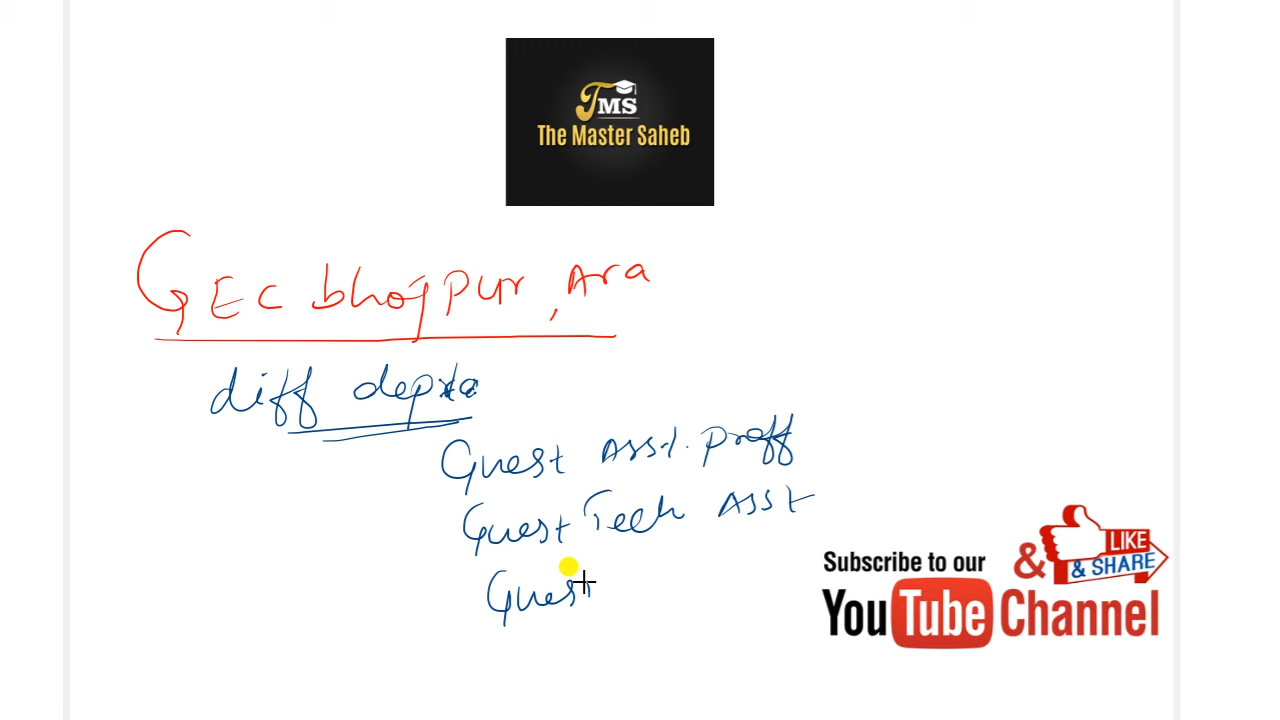 TMS
The Master Saheb
GEC bhojpur, Ara
diff
Guest Asst. Proff
Guest Tech Asst
Guest
Subscribe to our
YouTube Channel
& LIKE
& SHARE